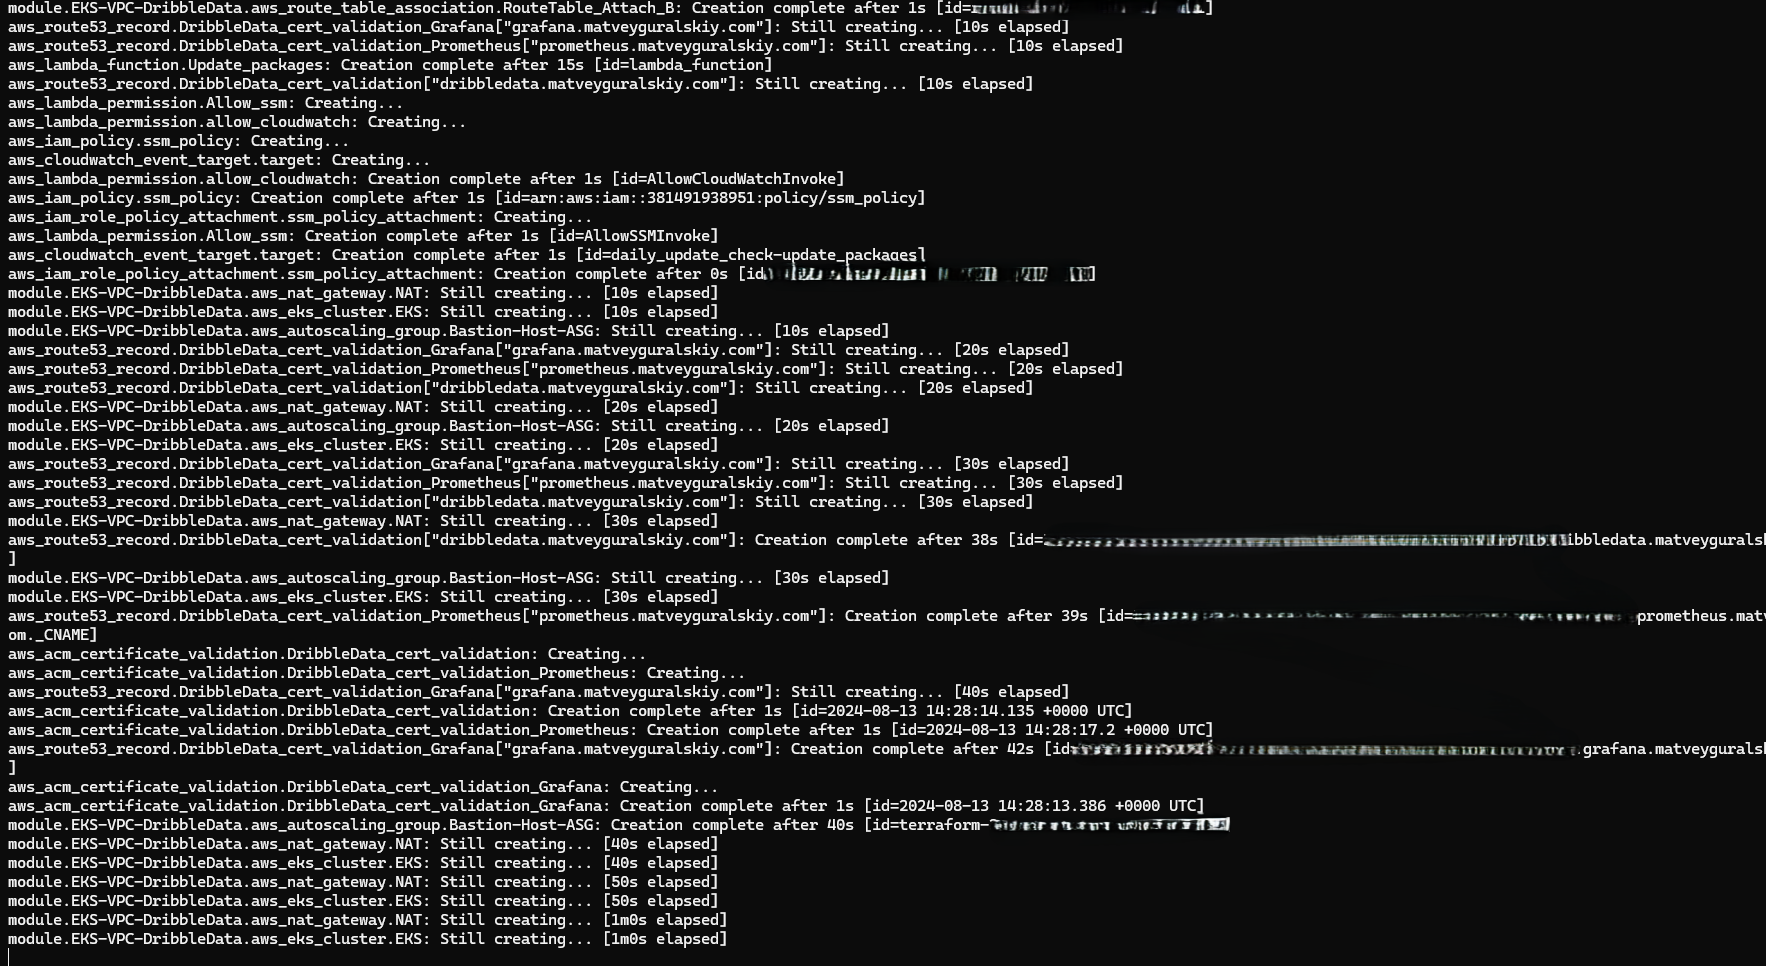 module.EKS-VPC-DribbleData.aws_route_table_association.RouteTable_Attach_B: Creation complete after 1s [id=]
aws_route53_record.DribbleData_cert_validation_Grafana["grafana.matveyguralskiy.com"]: Still creating... [10s elapsed]
aws_route53_record.DribbleData_cert_validation_Prometheus["prometheus.matveyguralskiy.com"]: Still creating... [10s elapsed]
aws_lambda_function.Update_packages: Creation complete after 15s [id=lambda_function]
aws_route53_record.DribbleData_cert_validation["dribbledata.matveyguralskiy.com"]: Still creating... [10s elapsed]
aws_lambda_permission.Allow_ssm: Creating...
aws_lambda_permission.allow_cloudwatch: Creating...
aws_iam_policy.ssm_policy: Creating...
aws_cloudwatch_event_target.target: Creating...
aws_lambda_permission.allow_cloudwatch: Creation complete after 1s [id=AllowCloudWatchInvoke]
aws_iam_policy.ssm_policy: Creation complete after 1s [id=arn:aws:iam::381491938951:policy/ssm_policy]
aws_iam_role_policy_attachment.ssm_policy_attachment: Creating...
aws_lambda_permission.Allow_ssm: Creation complete after 1s [id=AllowSSMInvoke]
aws_cloudwatch_event_target.target: Creation complete after 1s [id=daily_update_check-update_packages]
aws_iam_role_policy_attachment.ssm_policy_attachment: Creation complete after 0s [id]
module.EKS-VPC-DribbleData.aws_nat_gateway.NAT: Still creating... [10s elapsed]
module.EKS-VPC-DribbleData.aws_eks_cluster.EKS: Still creating... [10s elapsed]
module.EKS-VPC-DribbleData.aws_autoscaling_group.Bastion-Host-ASG: Still creating... [10s elapsed]
aws_route53_record.DribbleData_cert_validation_Grafana["grafana.matveyguralskiy.com"]: Still creating... [20s elapsed]
aws_route53_record.DribbleData_cert_validation_Prometheus["prometheus.matveyguralskiy.com"]: Still creating... [20s elapsed]
aws_route53_record.DribbleData_cert_validation["dribbledata.matveyguralskiy.com"]: Still creating... [20s elapsed]
module.EKS-VPC-DribbleData.aws_nat_gateway.NAT: Still creating... [20s elapsed]
module.EKS-VPC-DribbleData.aws_autoscaling_group.Bastion-Host-ASG: Still creating... [20s elapsed]
module.EKS-VPC-DribbleData.aws_eks_cluster.EKS: Still creating... [20s elapsed]
aws_route53_record.DribbleData_cert_validation_Grafana["grafana.matveyguralskiy.com"]: Still creating... [30s elapsed]
aws_route53_record.DribbleData_cert_validation_Prometheus["prometheus.matveyguralskiy.com"]: Still creating... [30s elapsed]
aws_route53_record.DribbleData_cert_validation["dribbledata.matveyguralskiy.com"]: Still creating... [30s elapsed]
module.EKS-VPC-DribbleData.aws_nat_gateway.NAT: Still creating... [30s elapsed]
aws_route53_record.DribbleData_cert_validation["dribbledata.matveyguralskiy.com"]: Creation complete after 38s [id= ibbledata.matveygurals
]
module.EKS-VPC-DribbleData.aws_autoscaling_group.Bastion-Host-ASG: Still creating... [30s elapsed]
module.EKS-VPC-DribbleData.aws_eks_cluster.EKS: Still creating... [30s elapsed]
aws_route53_record.DribbleData_cert_validation_Prometheus["prometheus.matveyguralskiy.com"]: Creation complete after 39s [id= prometheus.mat
om._CNAME]
aws_acm_certificate_validation.DribbleData_cert_validation: Creating...
aws_acm_certificate_validation.DribbleData_cert_validation_Prometheus: Creating...
aws_route53_record.DribbleData_cert_validation_Grafana["grafana.matveyguralskiy.com"]: Still creating... [40s elapsed]
aws_acm_certificate_validation.DribbleData_cert_validation: Creation complete after 1s [id=2024-08-13 14:28:14.135 +0000 UTC]
aws_acm_certificate_validation.DribbleData_cert_validation_Prometheus: Creation complete after 1s [id=2024-08-13 14:28:17.2 +0000 UTC]
aws_route53_record.DribbleData_cert_validation_Grafana["grafana.matveyguralskiy.com"]: Creation complete after 42s [id .grafana.matveygurals
]
aws_acm_certificate_validation.DribbleData_cert_validation_Grafana: Creating...
aws_acm_certificate_validation.DribbleData_cert_validation_Grafana: Creation complete after 1s [id=2024-08-13 14:28:13.386 +0000 UTC]
module.EKS-VPC-DribbleData.aws_autoscaling_group.Bastion-Host-ASG: Creation complete after 40s [id=terraform-
module.EKS-VPC-DribbleData.aws_nat_gateway.NAT: Still creating... [40s elapsed]
module.EKS-VPC-DribbleData.aws_eks_cluster.EKS: Still creating... [40s elapsed]
module.EKS-VPC-DribbleData.aws_nat_gateway.NAT: Still creating... [50s elapsed]
module.EKS-VPC-DribbleData.aws_eks_cluster.EKS: Still creating... [50s elapsed]
module.EKS-VPC-DribbleData.aws_nat_gateway.NAT: Still creating... [1m0s elapsed]
module.EKS-VPC-DribbleData.aws_eks_cluster.EKS: Still creating... [1m0s elapsed]